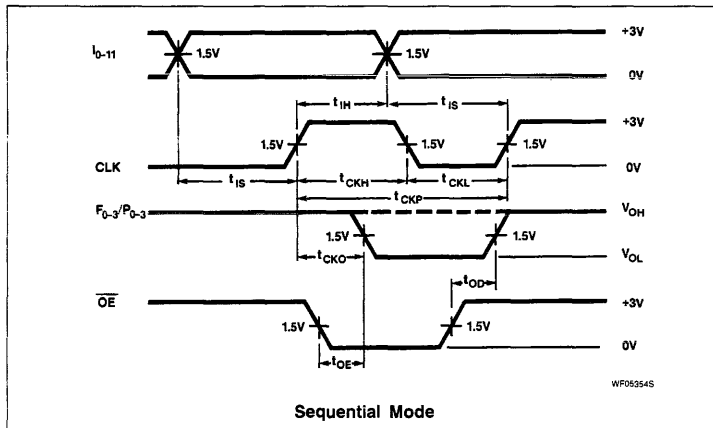 I0-11
1.5V
1.5V
+3V
0V
tIH
tIS
CLK
1.5V
1.5V
1.5V
+3V
0V
tIS
tCKH
tCKL
tCKP
F0-3/P0-3
1.5V
1.5V
VOH
VOL
tCKO
tOD
OE
1.5V
1.5V
+3V
0V
tOE
WF05354S
Sequential Mode